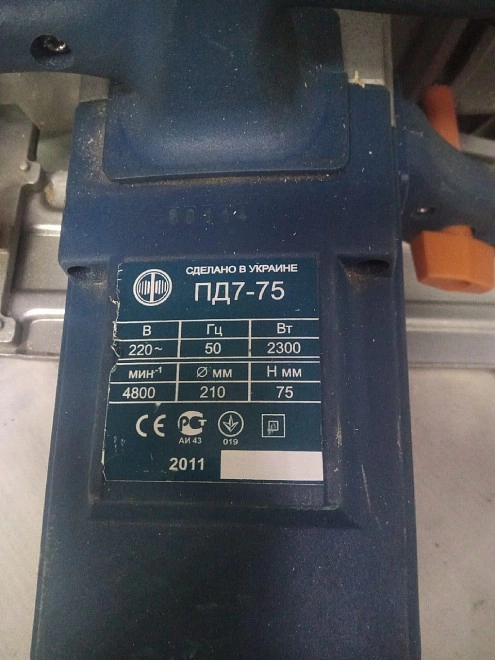 СДЕЛАНО В УКРАИНЕ
ПД7-75
В Гц Вт
220~ 50 2300
мин⁻¹ Ø мм Н мм
4800 210 75
CE РСТ
АИ 43 019
2011